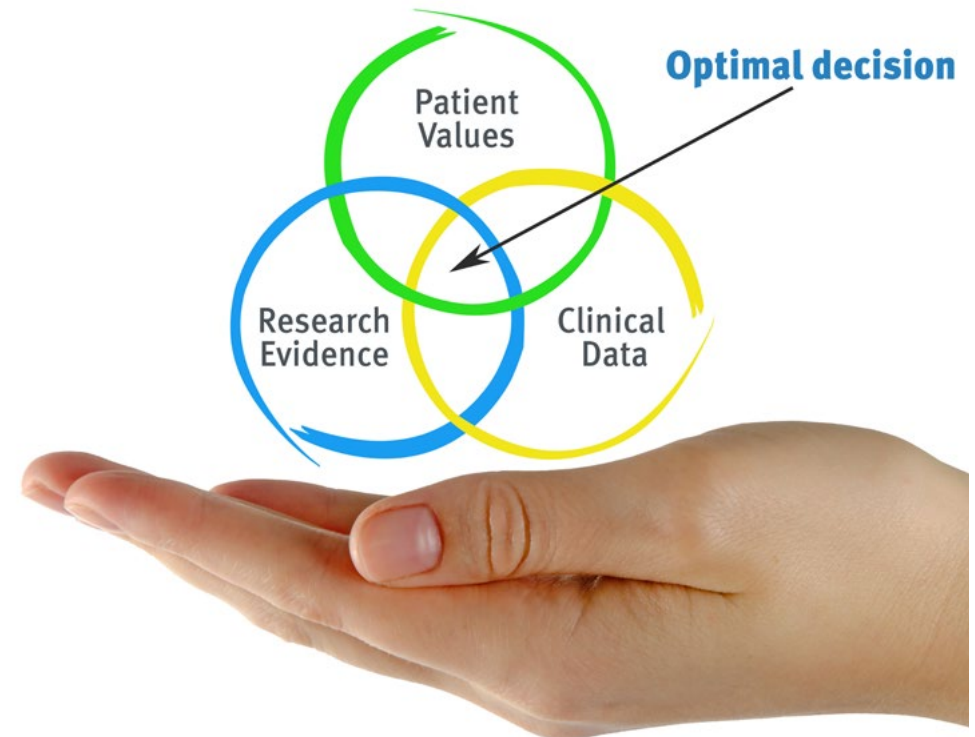 Optimal decision
Patient
Values
Research
Evidence
Clinical
Data